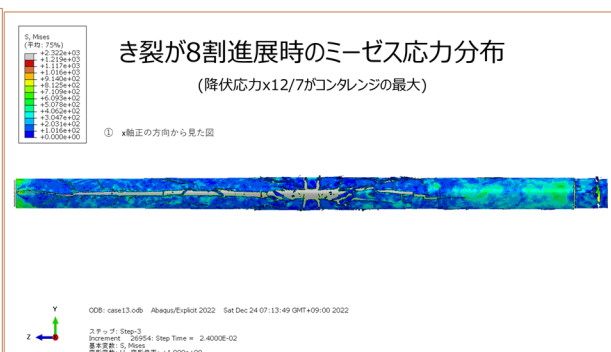 S, Mises
(平均: 75%)
+2.322e+03
+1.219e+03
+1.117e+03
+1.016e+03
+9.140e+02
+8.125e+02
+7.109e+02
+6.093e+02
+5.078e+02
+4.062e+02
+3.047e+02
+2.031e+02
+1.016e+02
+0.000e+00
き裂が8割進展時のミーゼス応力分布
(降伏応力x12/7がコンタレンジの最大)
① x軸正の方向から見た図
Y
Z
X
ODB: case13.odb Abaqus/Explicit 2022 Sat Dec 24 07:13:49 GMT+09:00 2022
ステップ: Step-3
Increment 26954: Step Time = 2.4000E-02
基本変数: S, Mises